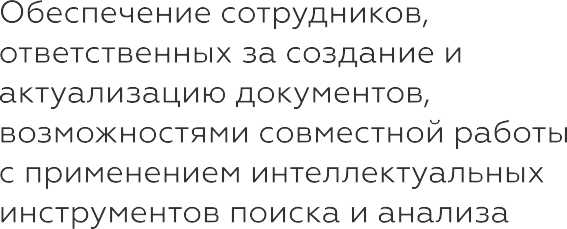 Обеспечение сотрудников,
ответственных за создание и
актуализацию документов,
возможностями совместной работы
с применением интеллектуальных
инструментов поиска и анализа